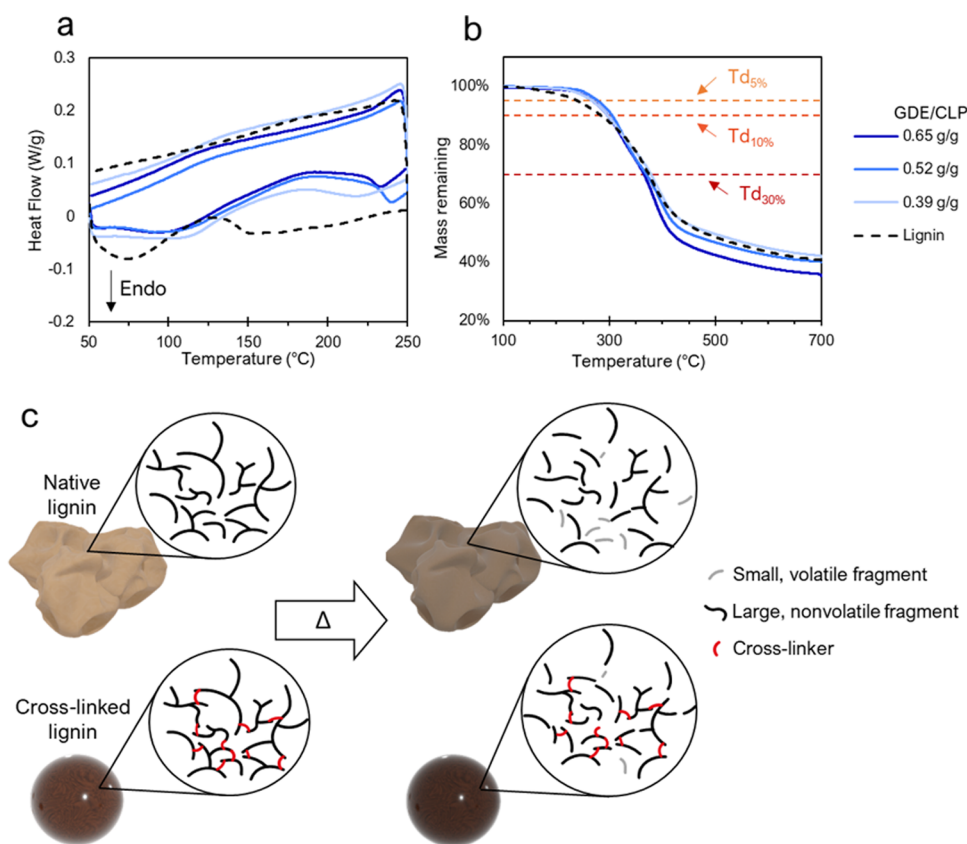 a
0.3
0.2
0.1
0
-0.1
-0.2
Heat Flow (W/g)
Endo
50
100
150
200
250
Temperature (°C)
b
100%
80%
60%
40%
20%
Mass remaining
Td5%
Td10%
Td30%
100
300
500
700
Temperature (°C)
GDE/CLP
0.65 g/g
0.52 g/g
0.39 g/g
Lignin
c
Native
lignin
Δ
Cross-linked
lignin
Small, volatile fragment
Large, nonvolatile fragment
Cross-linker